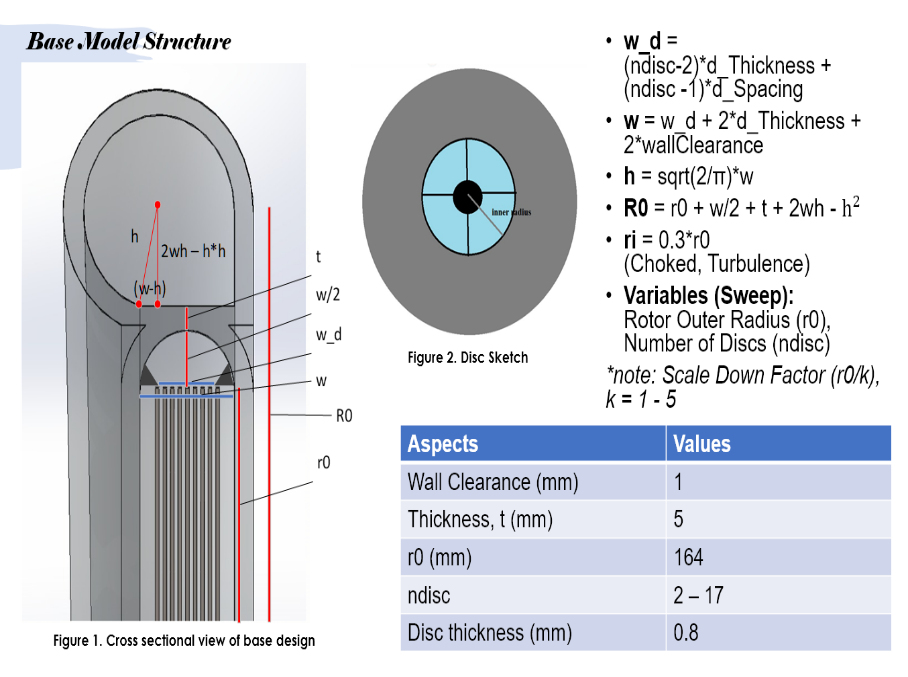 Base Model Structure
h
2wh – h*h
(w-h)
t
w/2
w_d
w
R0
r0
Figure 1. Cross sectional view of base design
inner radius
Figure 2. Disc Sketch
• w_d =
(ndisc-2)*d_Thickness +
(ndisc -1)*d_Spacing
• w = w_d + 2*d_Thickness +
2*wallClearance
• h = sqrt(2/π)*w
• R0 = r0 + w/2 + t + 2wh - h²
• ri = 0.3*r0
(Choked, Turbulence)
• Variables (Sweep):
Rotor Outer Radius (r0),
Number of Discs (ndisc)
*note: Scale Down Factor (r0/k),
k = 1 - 5
Aspects Values
Wall Clearance (mm) 1
Thickness, t (mm) 5
r0 (mm) 164
ndisc 2 – 17
Disc thickness (mm) 0.8